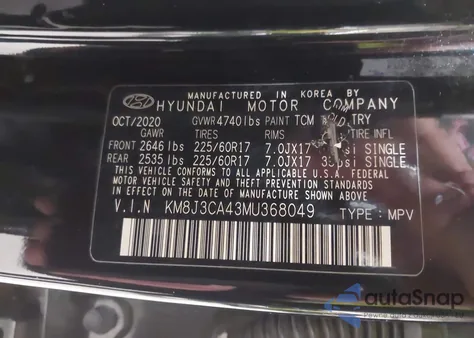 MANUFACTURED IN KOREA BY
HYUNDAI MOTOR COMPANY
OCT/2020 GVWR 4740lbs PAINT TCM TRY
GAWR TIRES RIMS TIRE INFL
FRONT 2646 lbs 225/60R17 7.0JX17 SINGLE
REAR 2535 lbs 225/60R17 7.0JX17 SINGLE
THIS VEHICLE CONFORMS TO ALL APPLICABLE U.S.A. FEDERAL
MOTOR VEHICLE SAFETY, BUMPER, AND THEFT PREVENTION
STANDARDS IN EFFECT ON THE DATE OF MANUFACTURE SHOWN ABOVE.
V.I.N KM8J3CA43MU368049 TYPE : MPV
autaSnap